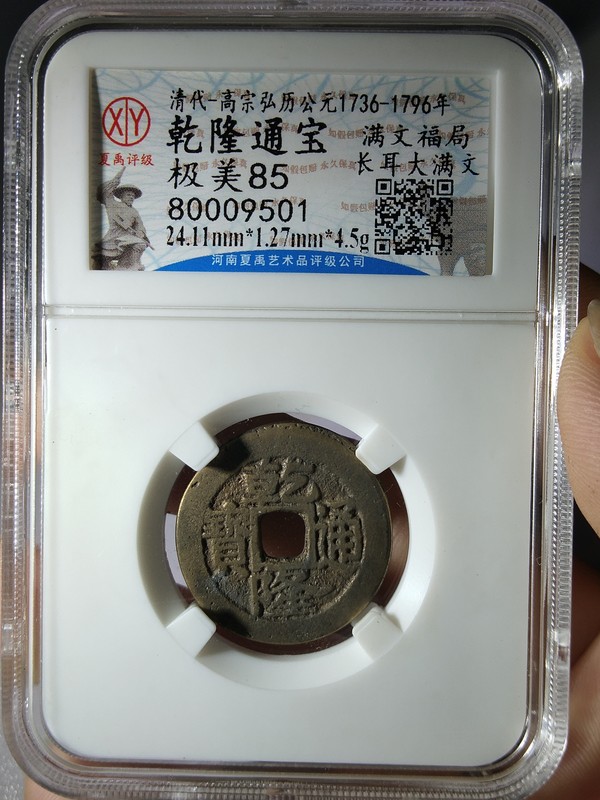 清代-高宗弘历公元1736-1796年
XY
夏禹评级
乾隆通宝
满文福局
极美85
长耳大满文
80009501
24.11mm*1.27mm*4.5g
河南夏禹艺术品评级公司
乾隆通寳